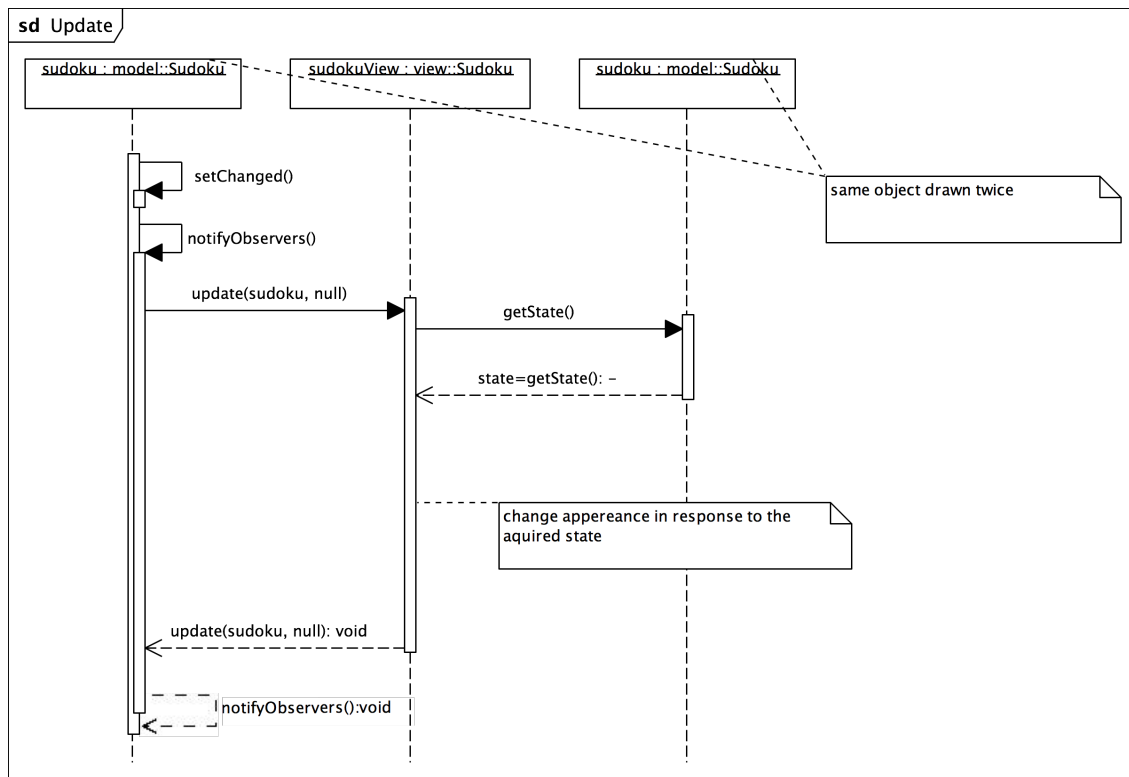 sd Update
sudoku : model::Sudoku
sudokuView : view::Sudoku
sudoku : model::Sudoku
setChanged()
same object drawn twice
notifyObservers()
update(sudoku, null)
getState()
state=getState(): -
change appereance in response to the
aquired state
update(sudoku, null): void
notifyObservers():void